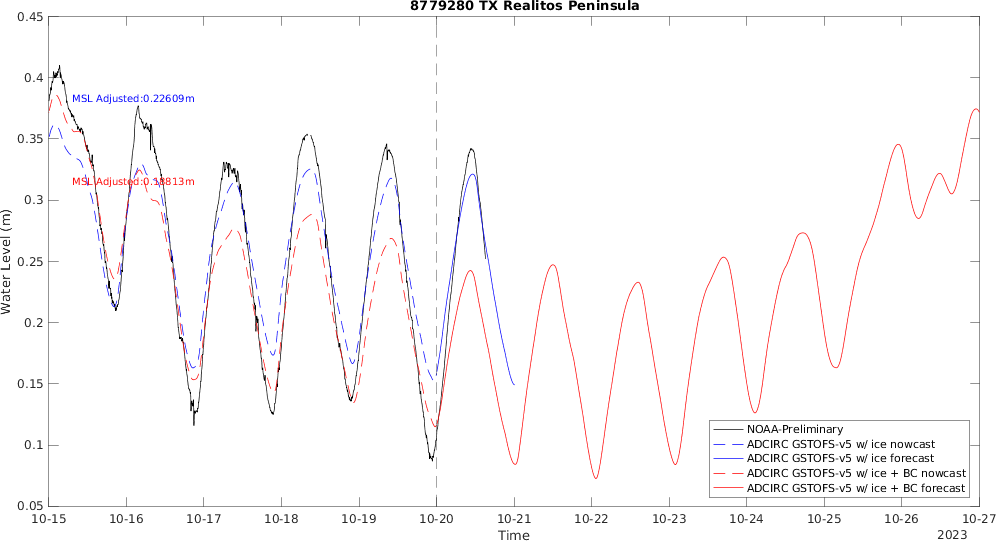 8779280 TX Realitos Peninsula
0.45
0.4
0.35
0.3
0.25
0.2
0.15
0.1
0.05
Water Level (m)
MSL Adjusted:0.22609m
MSL Adjusted:0.18813m
NOAA-Preliminary
ADCIRC GSTOFS-v5 w/ ice nowcast
ADCIRC GSTOFS-v5 w/ ice forecast
ADCIRC GSTOFS-v5 w/ ice + BC nowcast
ADCIRC GSTOFS-v5 w/ ice + BC forecast
10-15 10-16 10-17 10-18 10-19 10-20 10-21 10-22 10-23 10-24 10-25 10-26 10-27
Time
2023